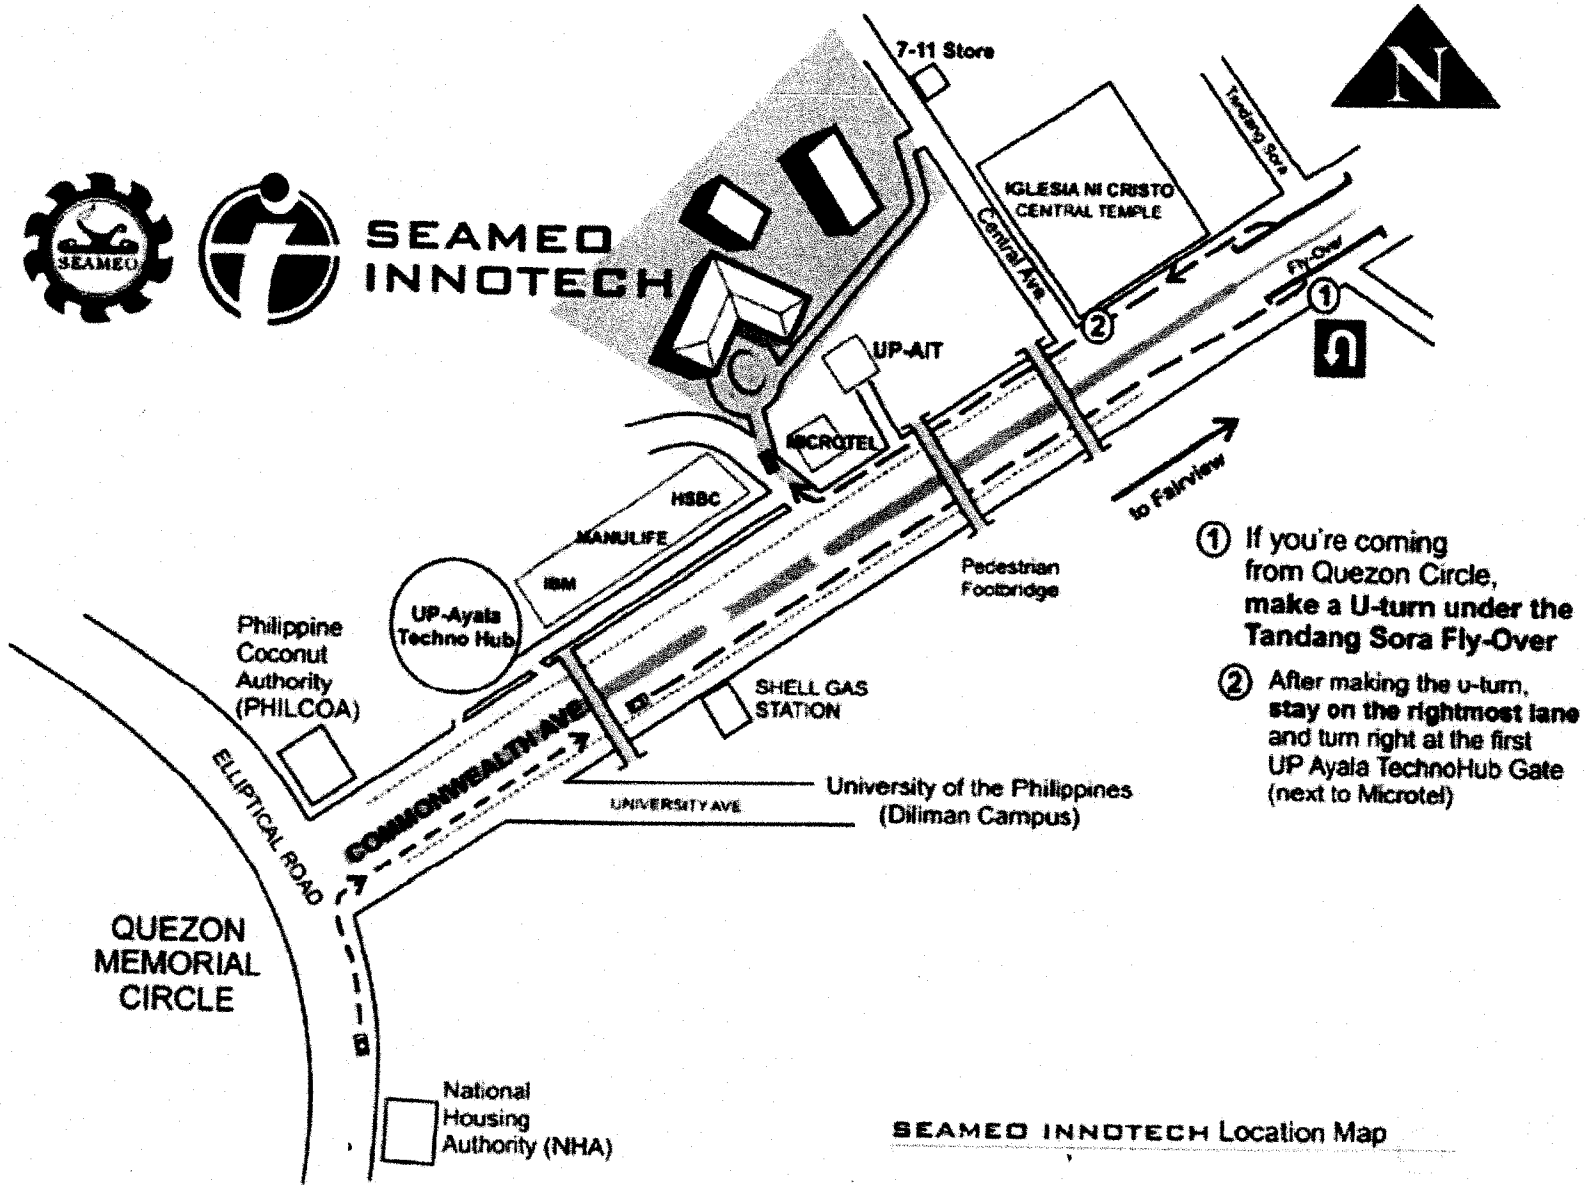 N
7-11 Store
Tandang Sora
SEAMEO
SEAMEO
INNOTECH
IGLESIA NI CRISTO
CENTRAL TEMPLE
Central Ave.
Fly-Over
1
2
UP-AIT
MICROTEL
to Fairview
HSBC
MANULIFE
IBM
UP-Ayala
Techno Hub
Pedestrian
Footbridge
1 If you're coming
from Quezon Circle,
make a U-turn under the
Tandang Sora Fly-Over
2 After making the u-turn,
stay on the rightmost lane
and turn right at the first
UP Ayala TechnoHub Gate
(next to Microtel)
Philippine
Coconut
Authority
(PHILCOA)
SHELL GAS
STATION
COMMONWEALTH AVE.
ELLIPTICAL ROAD
UNIVERSITY AVE
University of the Philippines
(Diliman Campus)
QUEZON
MEMORIAL
CIRCLE
National
Housing
Authority (NHA)
SEAMEO INNOTECH Location Map